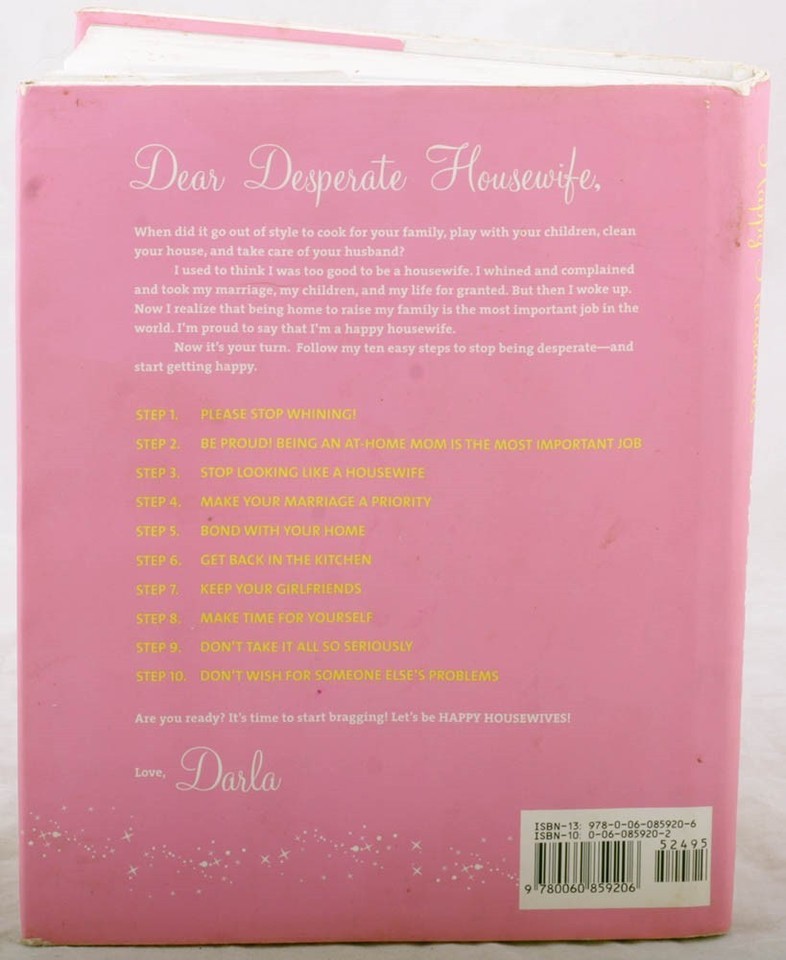 Dear Desperate Housewife,
When did it go out of style to cook for your family, play with your children, clean
your house, and take care of your husband?
I used to think I was too good to be a housewife. I whined and complained
and took my marriage, my children, and my life for granted. But then I woke up.
Now I realize that being home to raise my family is the most important job in the
world. I'm proud to say that I'm a happy housewife.
Now it's your turn. Follow my ten easy steps to stop being desperate—and
start getting happy.
STEP 1. PLEASE STOP WHINING!
STEP 2. BE PROUD! BEING AN AT-HOME MOM IS THE MOST IMPORTANT JOB
STEP 3. STOP LOOKING LIKE A HOUSEWIFE
STEP 4. MAKE YOUR MARRIAGE A PRIORITY
STEP 5. BOND WITH YOUR HOME
STEP 6. GET BACK IN THE KITCHEN
STEP 7. KEEP YOUR GIRLFRIENDS
STEP 8. MAKE TIME FOR YOURSELF
STEP 9. DON'T TAKE IT ALL SO SERIOUSLY
STEP 10. DON'T WISH FOR SOMEONE ELSE'S PROBLEMS
Are you ready? It's time to start bragging! Let's be HAPPY HOUSEWIVES!
Love, Darla
ISBN-13: 978-0-06-085920-6
ISBN-10: 0-06-085920-2
52495
9 780060 859206